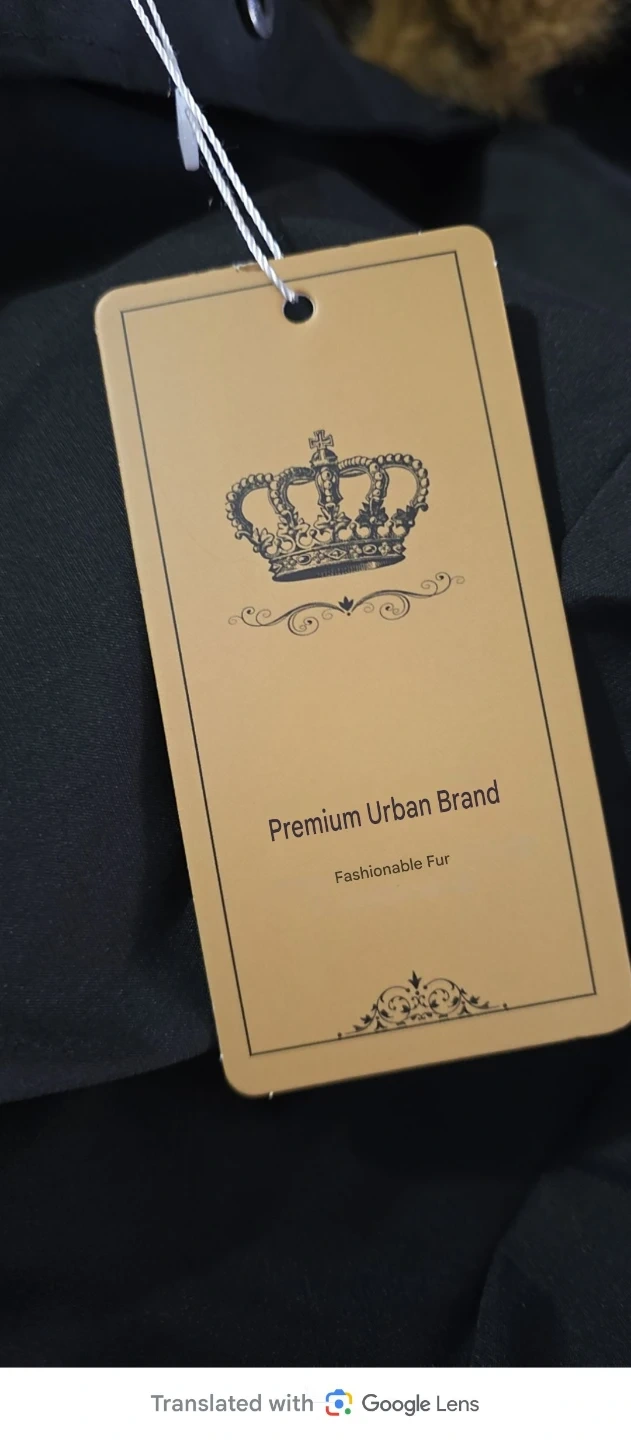 Premium Urban Brand
Fashionable Fur
Translated with Google Lens